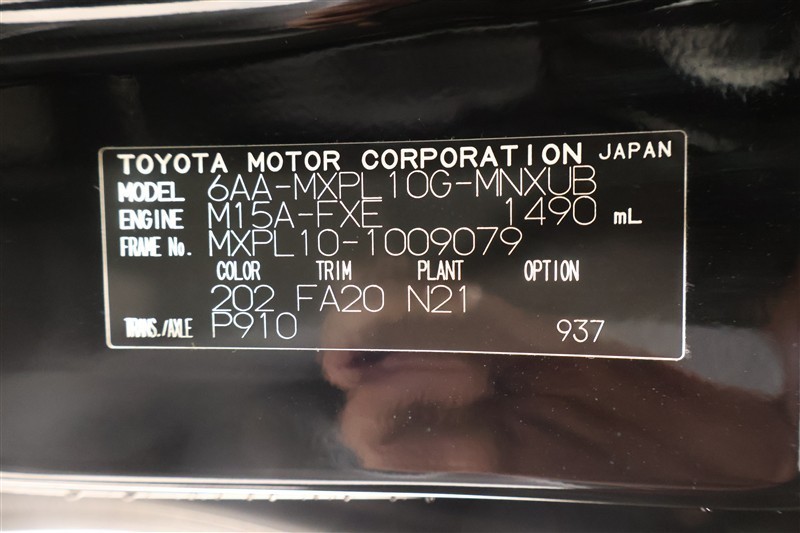 TOYOTA MOTOR CORPORATION JAPAN
MODEL 6AA-MXPL10G-MNXUB
ENGINE M15A-FXE 1490 mL
FRAME No. MXPL10-1009079
COLOR TRIM PLANT OPTION
202 FA20 N21
TRANS./AXLE P910 937